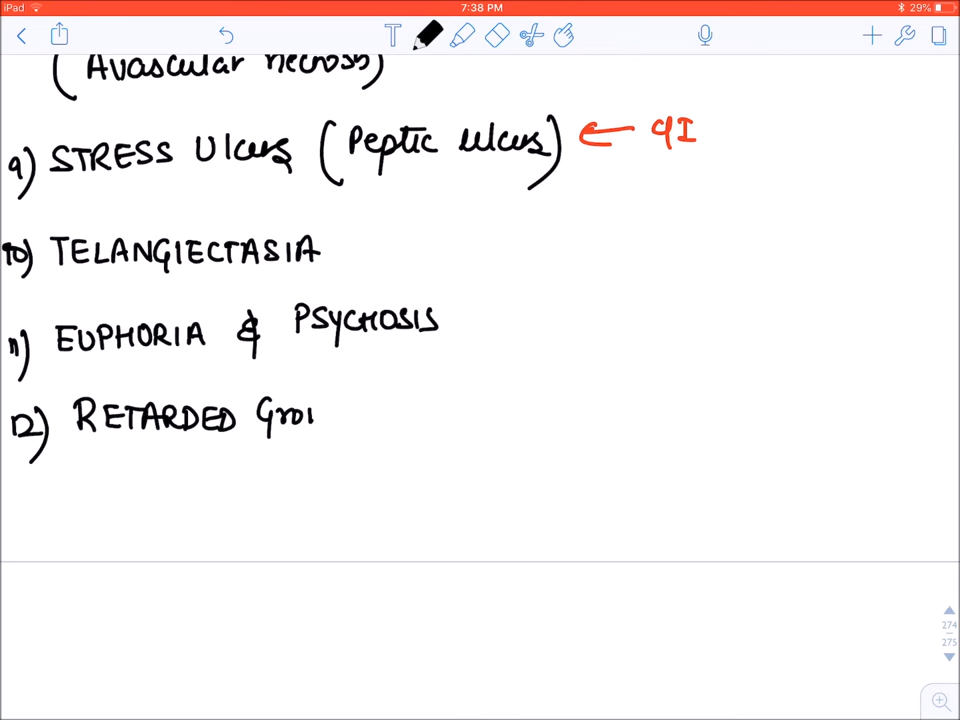 iPad 7:38 PM 29%
T
(Avascular necrosis)
9) STRESS Ulcers (Peptic ulcers) ← qI
10) TELANGIECTASIA
11) EUPHORIA & PSYCHOSIS
12) RETARDED Grow
274
275